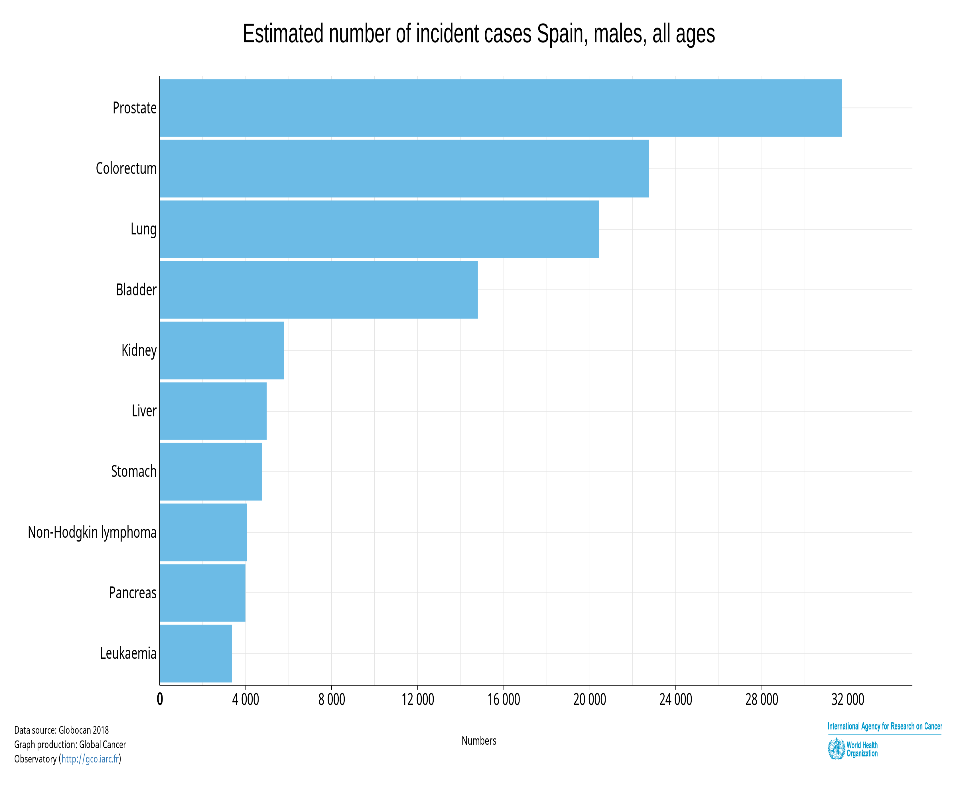 Estimated number of incident cases Spain, males, all ages
Prostate
Colorectum
Lung
Bladder
Kidney
Liver
Stomach
Non-Hodgkin lymphoma
Pancreas
Leukaemia
0 4 000 8 000 12 000 16 000 20 000 24 000 28 000 32 000
Numbers
Data source: Globocan 2018
Graph production: Global Cancer
Observatory (http://gco.iarc.fr)
International Agency for Research on Cancer
World Health
Organization